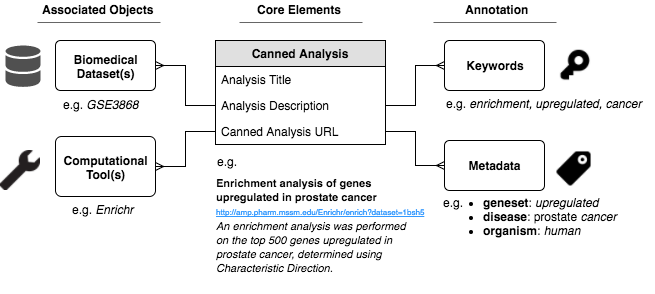 Associated Objects
Core Elements
Annotation
Biomedical
Dataset(s)
e.g. GSE3868
Computational
Tool(s)
e.g. Enrichr
Canned Analysis
Analysis Title
Analysis Description
Canned Analysis URL
e.g.
Enrichment analysis of genes
upregulated in prostate cancer
http://amp.pharm.mssm.edu/Enrichr/enrich?dataset=1bsh5
An enrichment analysis was performed
on the top 500 genes upregulated in
prostate cancer, determined using
Characteristic Direction.
Keywords
e.g. enrichment, upregulated, cancer
Metadata
e.g. • geneset: upregulated
• disease: prostate cancer
• organism: human